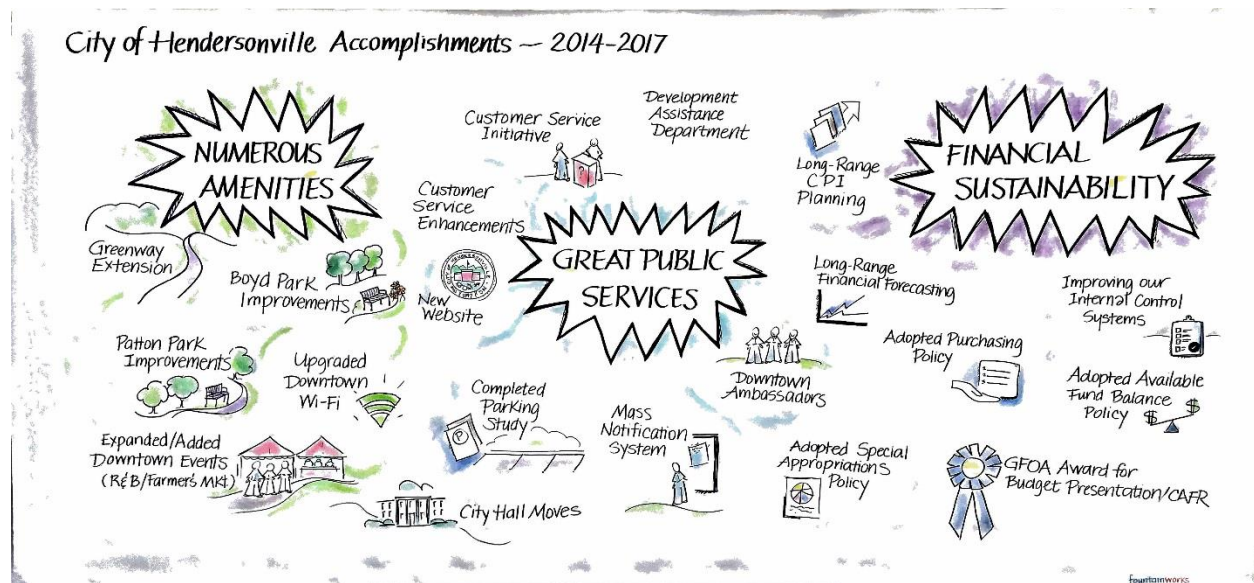 City of Hendersonville Accomplishments — 2014-2017
NUMEROUS
AMENITIES
Greenway
Extension
Boyd Park
Improvements
Patton Park
Improvements
Upgraded
Downtown
Wi-Fi
Expanded/Added
Downtown Events
(R&B/Farmer's MKt)
City Hall Moves
Customer Service
Initiative
Development
Assistance
Department
Customer
Service
Enhancements
New
Website
GREAT PUBLIC
SERVICES
Completed
Parking
Study
P
Mass
Notification
System
Downtown
Ambassadors
FINANCIAL
SUSTAINABILITY
Long-Range
CPI
Planning
Long-Range
Financial Forecasting
Improving our
Internal Control
Systems
Adopted Purchasing
Policy
Adopted Available
Fund Balance
Policy
$ $
Adopted Special
Appropriations
Policy
GFOA Award for
Budget Presentation/CAFR
fountainworks